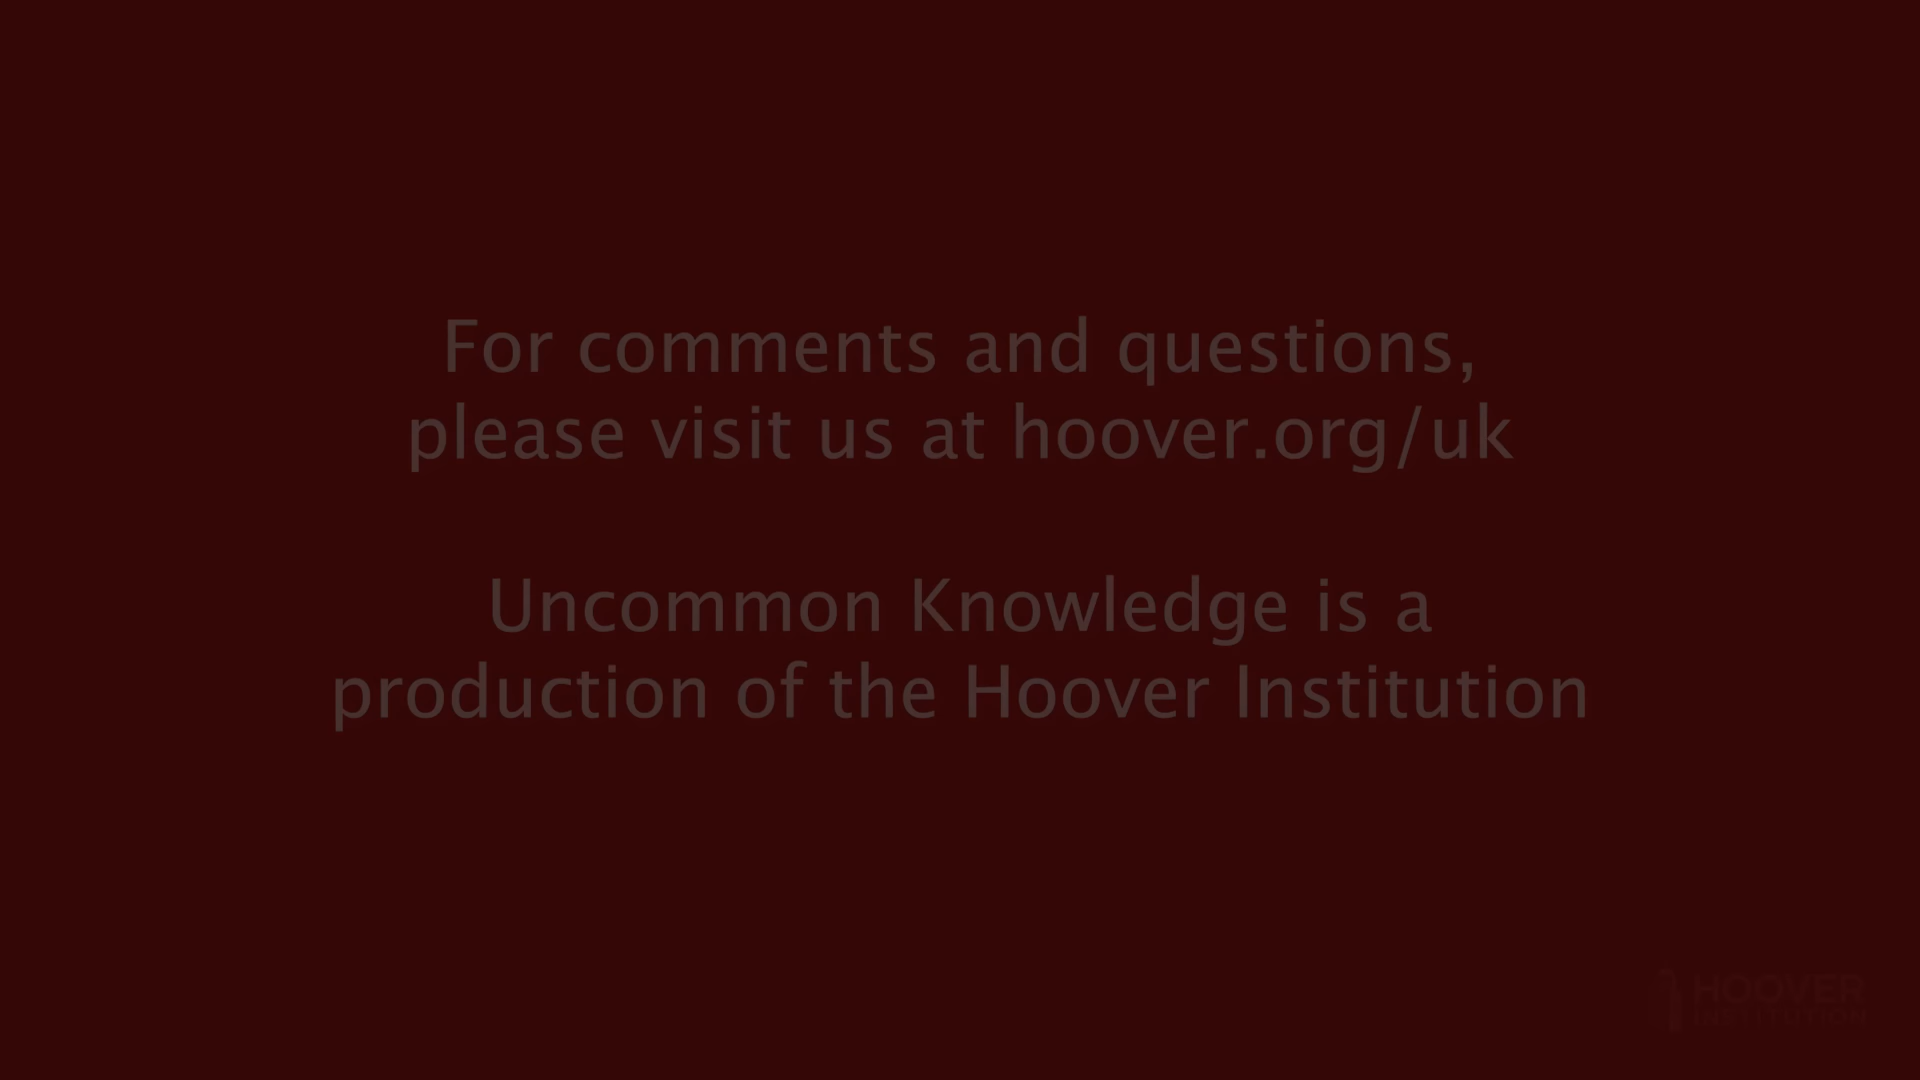 For comments and questions,
please visit us at hoover.org/uk
Uncommon Knowledge is a
production of the Hoover Institution
HOOVER
INSTITUTION